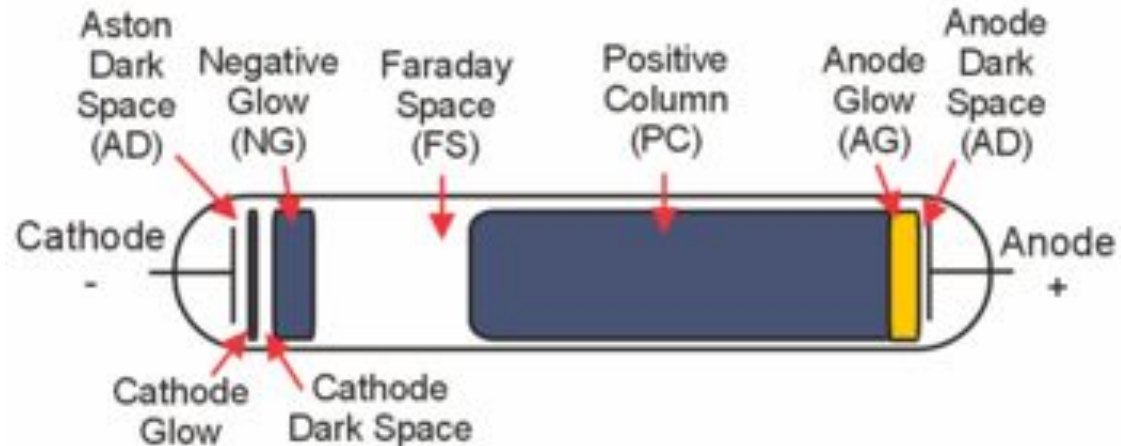 Aston
Dark
Space
(AD)
Negative
Glow
(NG)
Faraday
Space
(FS)
Positive
Column
(PC)
Anode
Glow
(AG)
Anode
Dark
Space
(AD)
Cathode
-
Anode
+
Cathode
Glow
Cathode
Dark Space